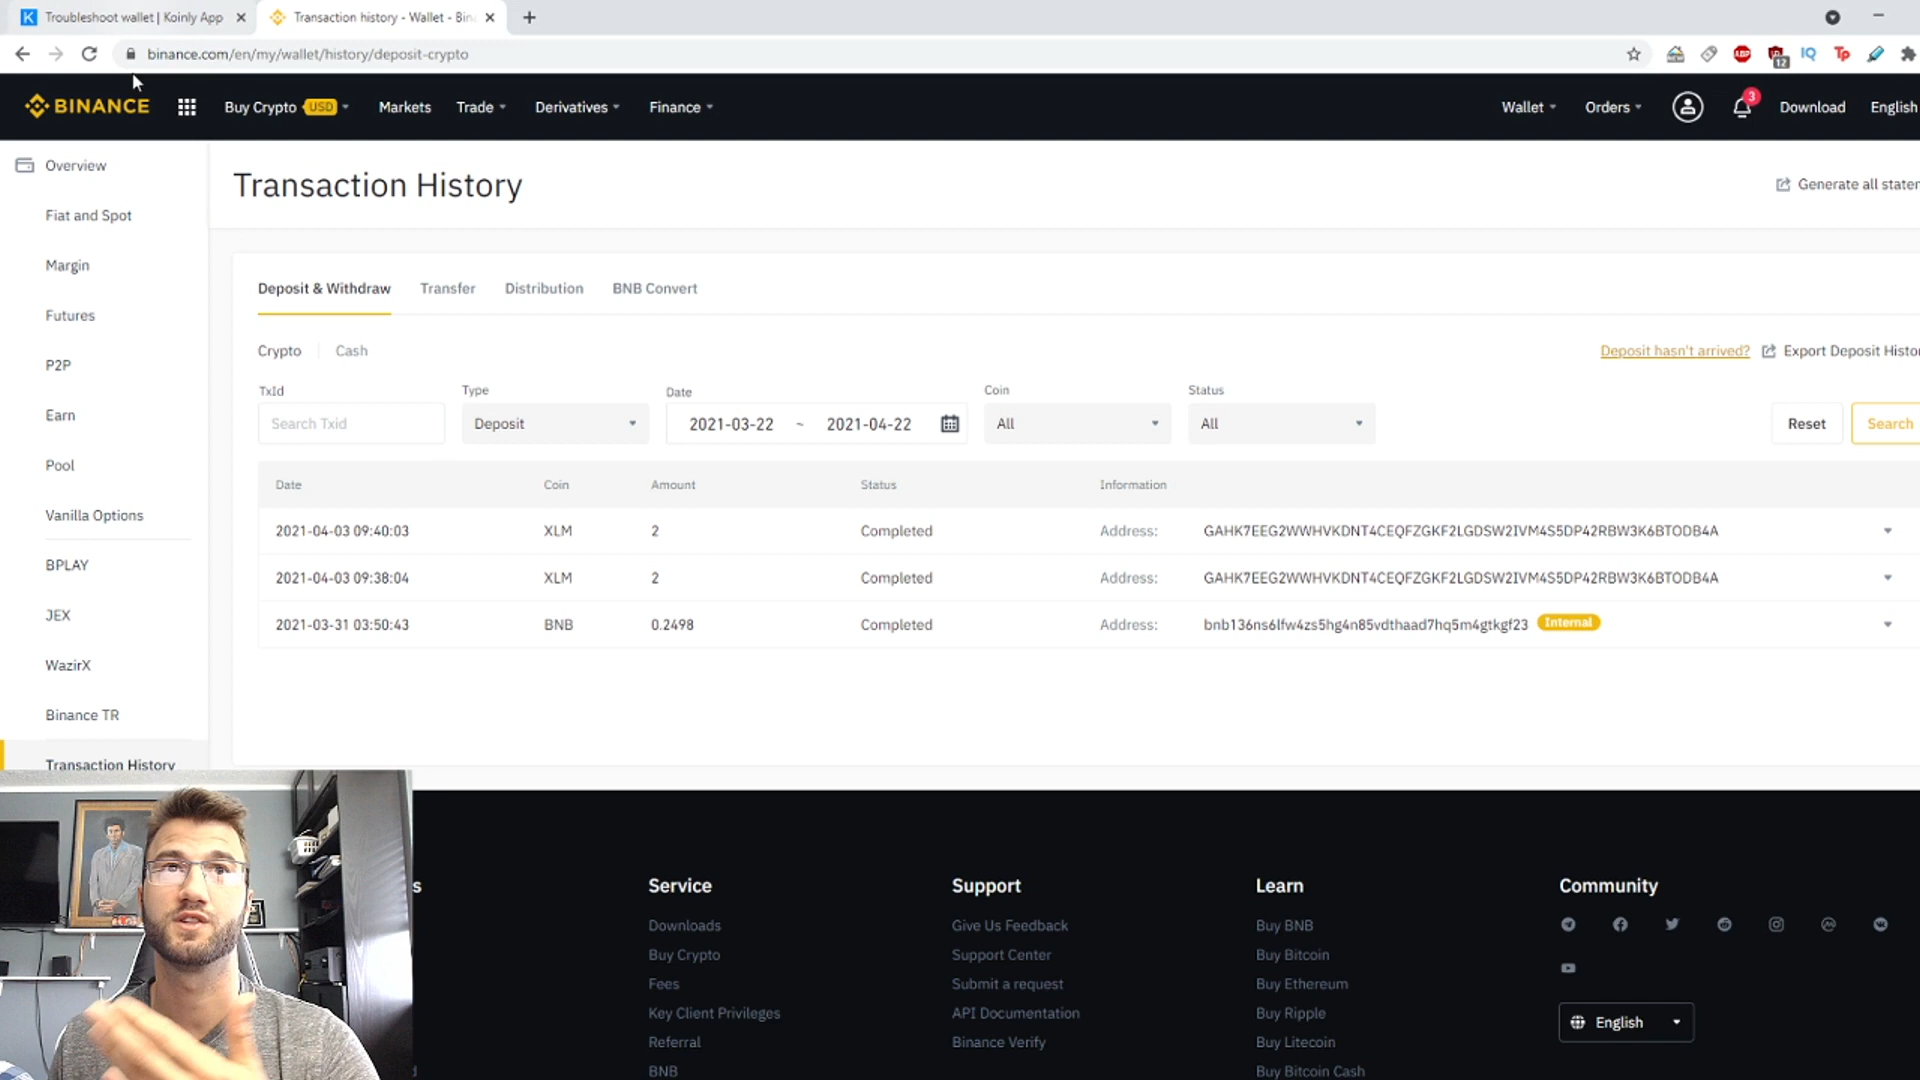 Troubleshoot wallet | Koinly App
Transaction history - Wallet - Bin
binance.com/en/my/wallet/history/deposit-crypto
ABP
12
IQ
Tp
BINANCE
Buy Crypto USD
Markets
Trade
Derivatives
Finance
Wallet
Orders
3
Download
English
Overview
Fiat and Spot
Margin
Futures
P2P
Earn
Pool
Vanilla Options
BPLAY
JEX
WazirX
Binance TR
Transaction History
Transaction History
Generate all statem
Deposit & Withdraw
Transfer
Distribution
BNB Convert
Crypto
Cash
Deposit hasn't arrived?
Export Deposit Histor
TxId
Type
Date
Coin
Status
Search Txid
Deposit
2021-03-22 ~ 2021-04-22
All
All
Reset
Search
Date Coin Amount Status Information
2021-04-03 09:40:03 XLM 2 Completed Address: GAHK7EEG2WWHVKDNT4CEQFZGKF2LGDSW2IVM4S5DP42RBW3K6BTODB4A
2021-04-03 09:38:04 XLM 2 Completed Address: GAHK7EEG2WWHVKDNT4CEQFZGKF2LGDSW2IVM4S5DP42RBW3K6BTODB4A
2021-03-31 03:50:43 BNB 0.2498 Completed Address: bnb136ns6lfw4zs5hg4n85vdthaad7hq5m4gtkgf23 Internal
s
Service
Downloads
Buy Crypto
Fees
Key Client Privileges
Referral
BNB
Support
Give Us Feedback
Support Center
Submit a request
API Documentation
Binance Verify
Learn
Buy BNB
Buy Bitcoin
Buy Ethereum
Buy Ripple
Buy Litecoin
Buy Bitcoin Cash
Community
English